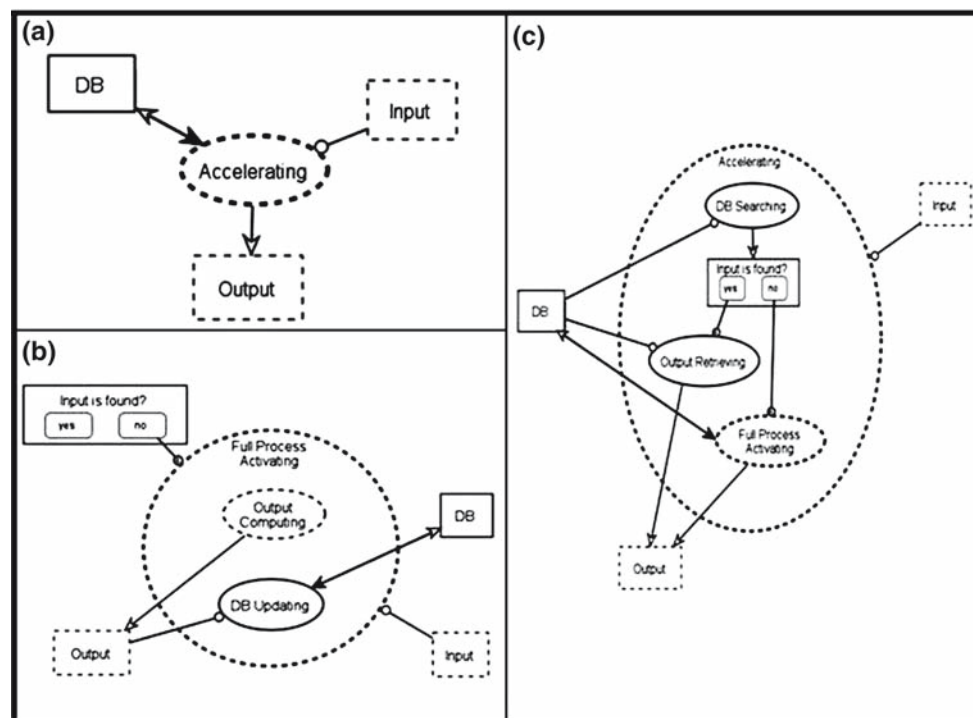 (a)
DB
Input
Accelerating
Output
(b)
Input is found?
yes no
Full Process
Activating
Output
Computing
DB
DB Updating
Output
Input
(c)
Accelerating
DB Searching
Input
Input is found?
yes no
DB
Output Retrieving
Full Process
Activating
Output